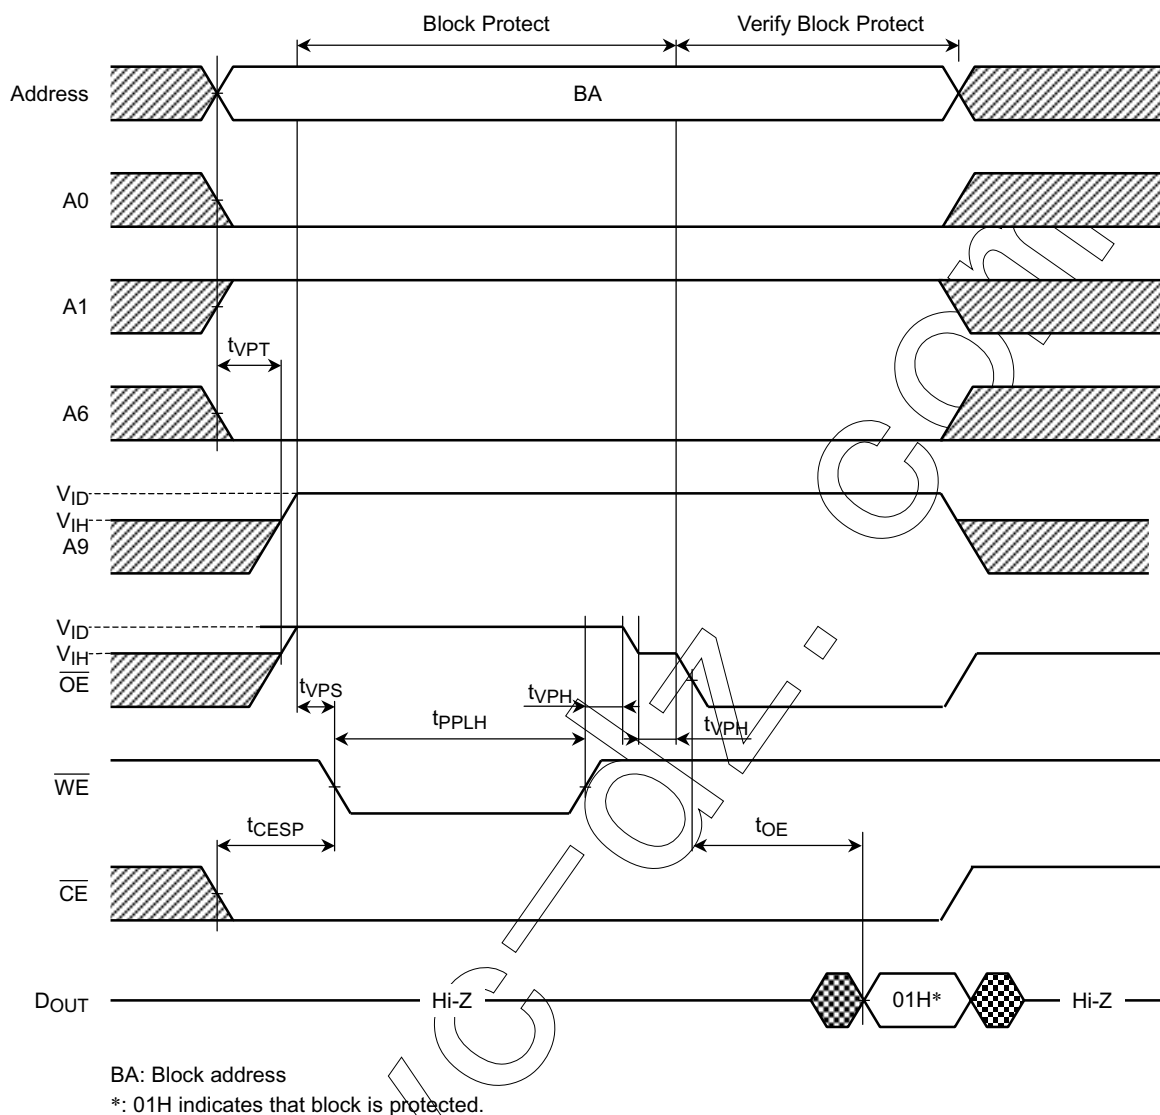 Block Protect Verify Block Protect
Address BA
A0
A1
tVPT
A6
VID
VIH
A9
VID
VIH
OE
tVPS tVPH
tPPLH tVPH
WE
tCESP tOE
CE
DOUT Hi-Z 01H* Hi-Z
BA: Block address
*: 01H indicates that block is protected.